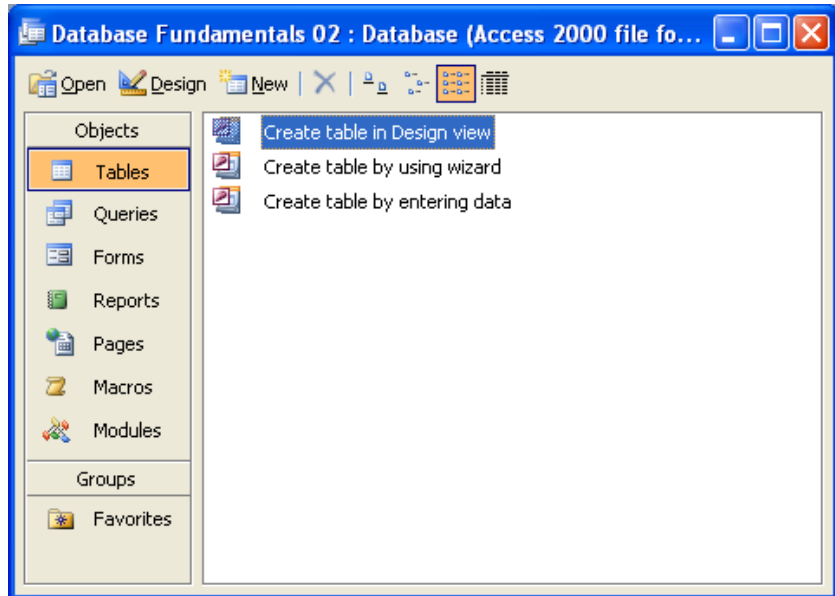 Database Fundamentals 02 : Database (Access 2000 file fo...
Open Design New
Objects
Tables
Queries
Forms
Reports
Pages
Macros
Modules
Groups
Favorites
Create table in Design view
Create table by using wizard
Create table by entering data